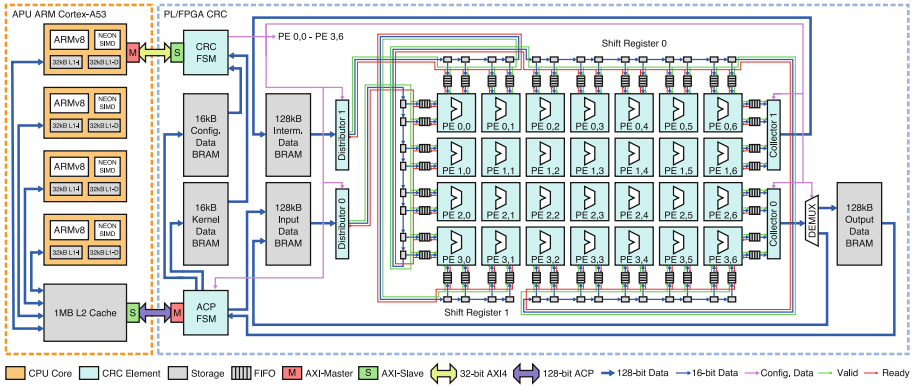 APU ARM Cortex-A53
PL/FPGA CRC
ARMv8
NEON
SIMD
32kB L1-I
32kB L1-D
M
S
CRC
FSM
PE 0,0 - PE 3,6
Shift Register 0
ARMv8
NEON
SIMD
32kB L1-I
32kB L1-D
16kB
Config.
Data
BRAM
128kB
Interm.
Data
BRAM
Distributor 1
PE 0,0
PE 0,1
PE 0,2
PE 0,3
PE 0,4
PE 0,5
PE 0,6
Collector 1
ARMv8
NEON
SIMD
32kB L1-I
32kB L1-D
PE 1,0
PE 1,1
PE 1,2
PE 1,3
PE 1,4
PE 1,5
PE 1,6
16kB
Kernel
Data
BRAM
128kB
Input
Data
BRAM
Distributor 0
PE 2,0
PE 2,1
PE 2,2
PE 2,3
PE 2,4
PE 2,5
PE 2,6
Collector 0
DEMUX
128kB
Output
Data
BRAM
ARMv8
NEON
SIMD
32kB L1-I
32kB L1-D
PE 3,0
PE 3,1
PE 3,2
PE 3,3
PE 3,4
PE 3,5
PE 3,6
1MB L2 Cache
S
M
ACP
FSM
Shift Register 1
CPU Core
CRC Element
Storage
FIFO
M AXI-Master
S AXI-Slave
32-bit AXI4
128-bit ACP
128-bit Data
16-bit Data
Config. Data
Valid
Ready